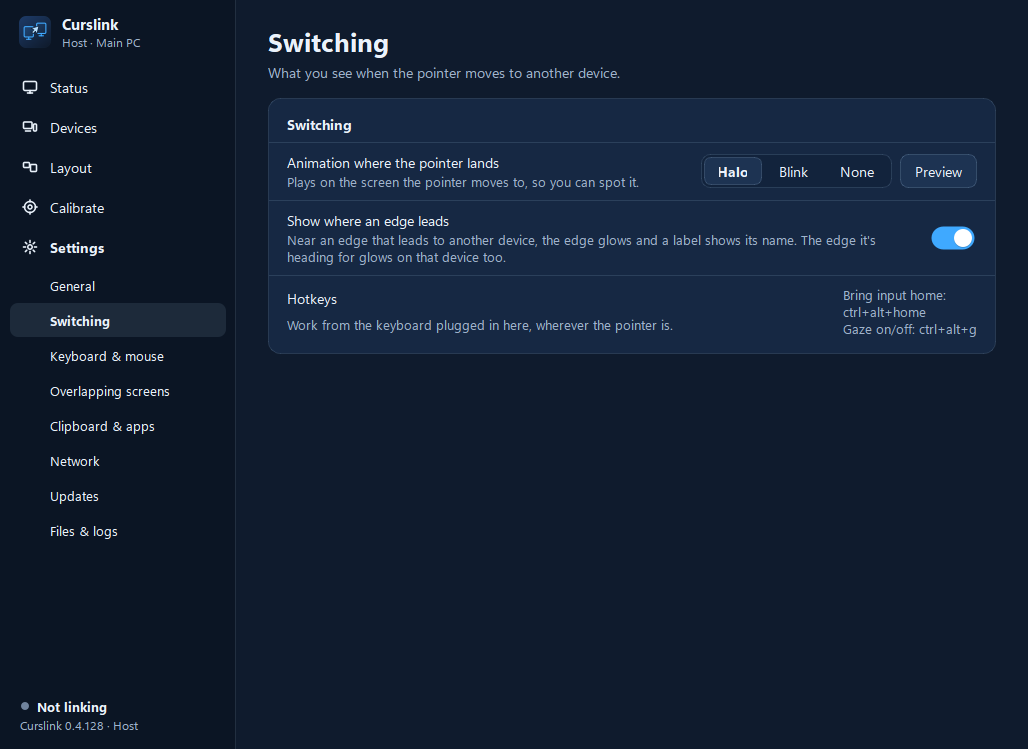 Curslink
Host · Main PC
Status
Devices
Layout
Calibrate
Settings
General
Switching
Keyboard & mouse
Overlapping screens
Clipboard & apps
Network
Updates
Files & logs
Not linking
Curslink 0.4.128 · Host
Switching
What you see when the pointer moves to another device.
Switching
Animation where the pointer lands
Plays on the screen the pointer moves to, so you can spot it.
Halo Blink None Preview
Show where an edge leads
Near an edge that leads to another device, the edge glows and a label shows its name. The edge it's
heading for glows on that device too.
Hotkeys
Work from the keyboard plugged in here, wherever the pointer is.
Bring input home:
ctrl+alt+home
Gaze on/off: ctrl+alt+g